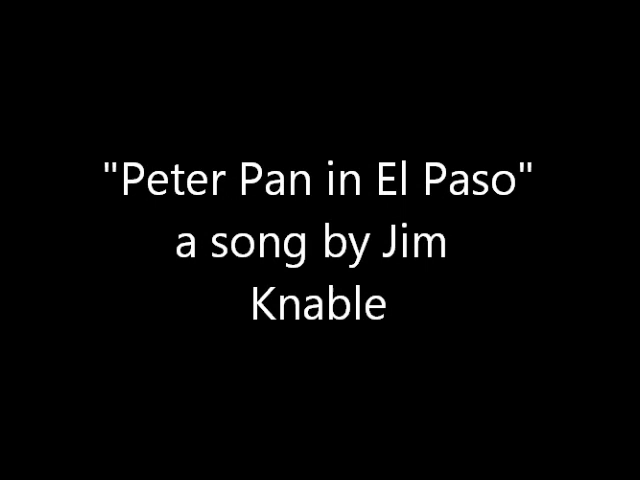 "Peter Pan in El Paso"
a song by Jim
Knable